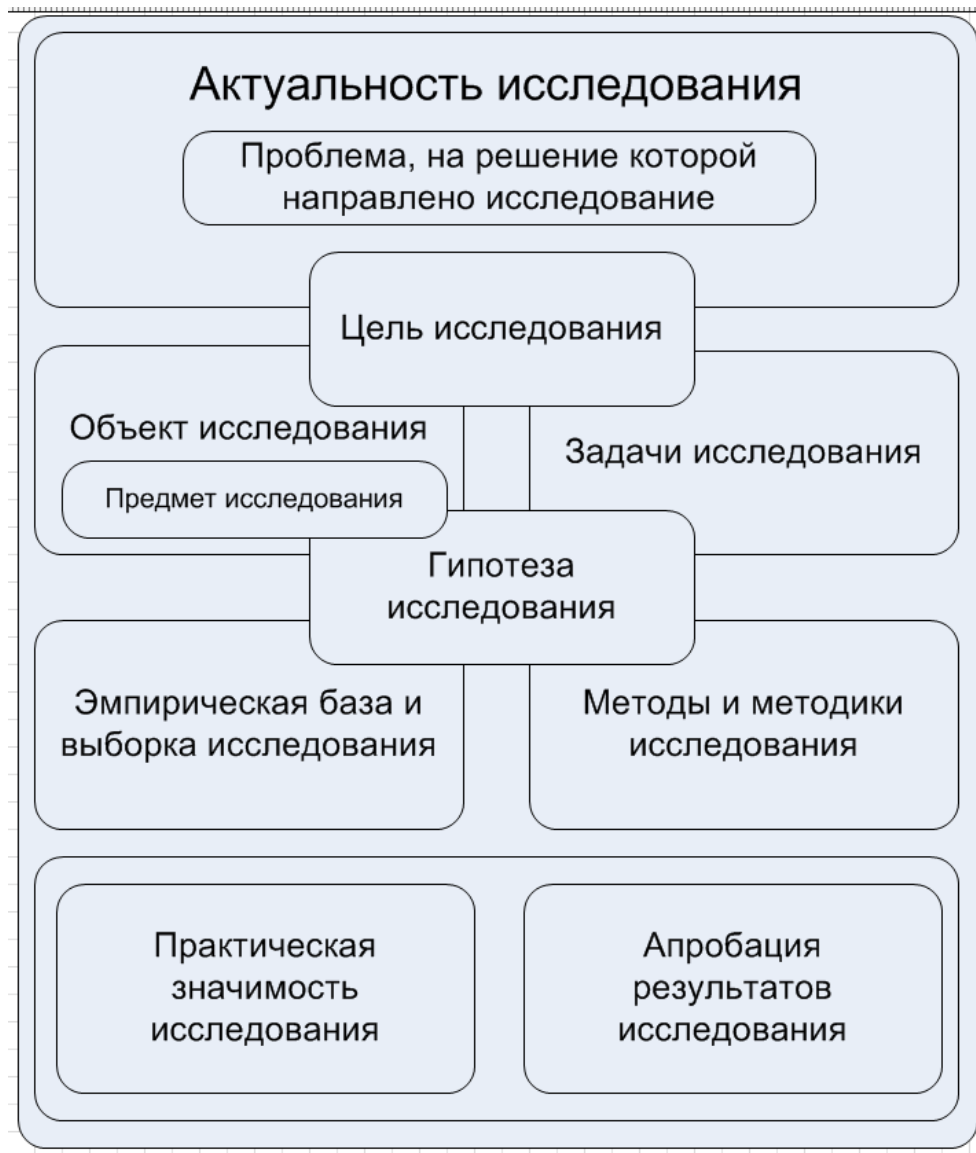 Актуальность исследования
Проблема, на решение которой
направлено исследование
Цель исследования
Объект исследования
Предмет исследования
Задачи исследования
Гипотеза
исследования
Эмпирическая база и
выборка исследования
Методы и методики
исследования
Практическая
значимость
исследования
Апробация
результатов
исследования